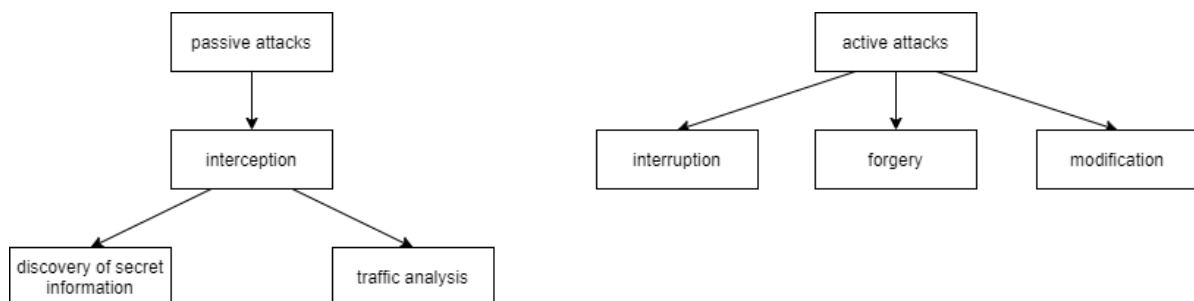 passive attacks
active attacks
interception
interruption
forgery
modification
discovery of secret
information
traffic analysis